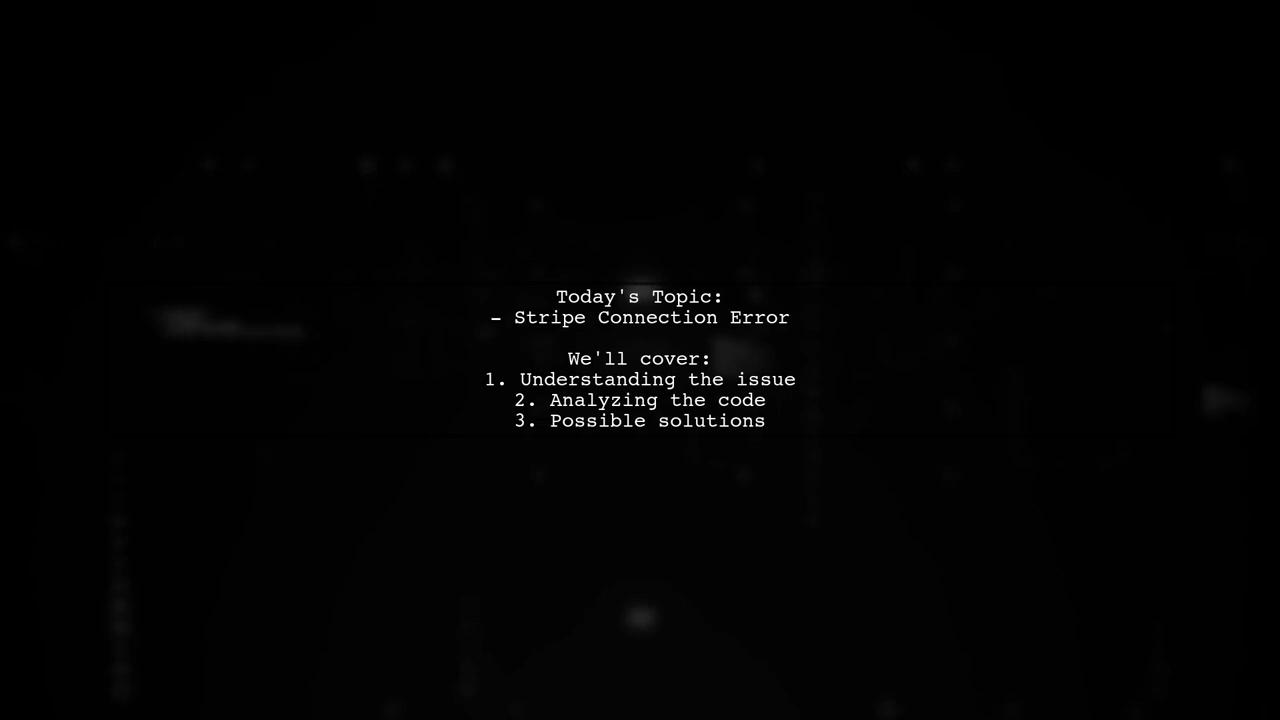 Today's Topic:
– Stripe Connection Error
We'll cover:
1. Understanding the issue
2. Analyzing the code
3. Possible solutions